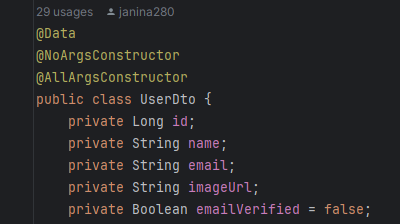 29 usages janina280
@Data
@NoArgsConstructor
@AllArgsConstructor
public class UserDto {
    private Long id;
    private String name;
    private String email;
    private String imageUrl;
    private Boolean emailVerified = false;